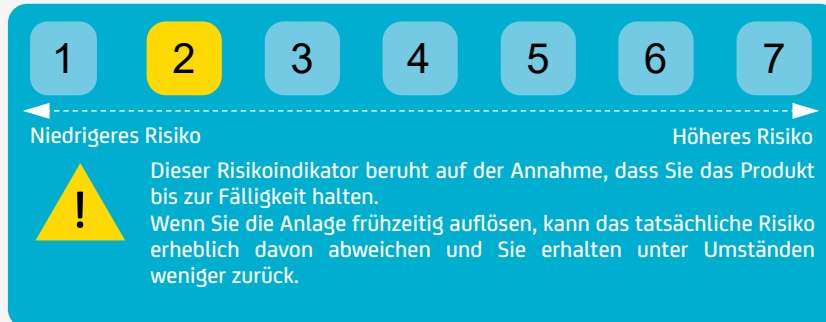 1 2 3 4 5 6 7
Niedrigeres Risiko Höheres Risiko
Dieser Risikoindikator beruht auf der Annahme, dass Sie das Produkt
bis zur Fälligkeit halten.
!
Wenn Sie die Anlage frühzeitig auflösen, kann das tatsächliche Risiko
erheblich davon abweichen und Sie erhalten unter Umständen
weniger zurück.